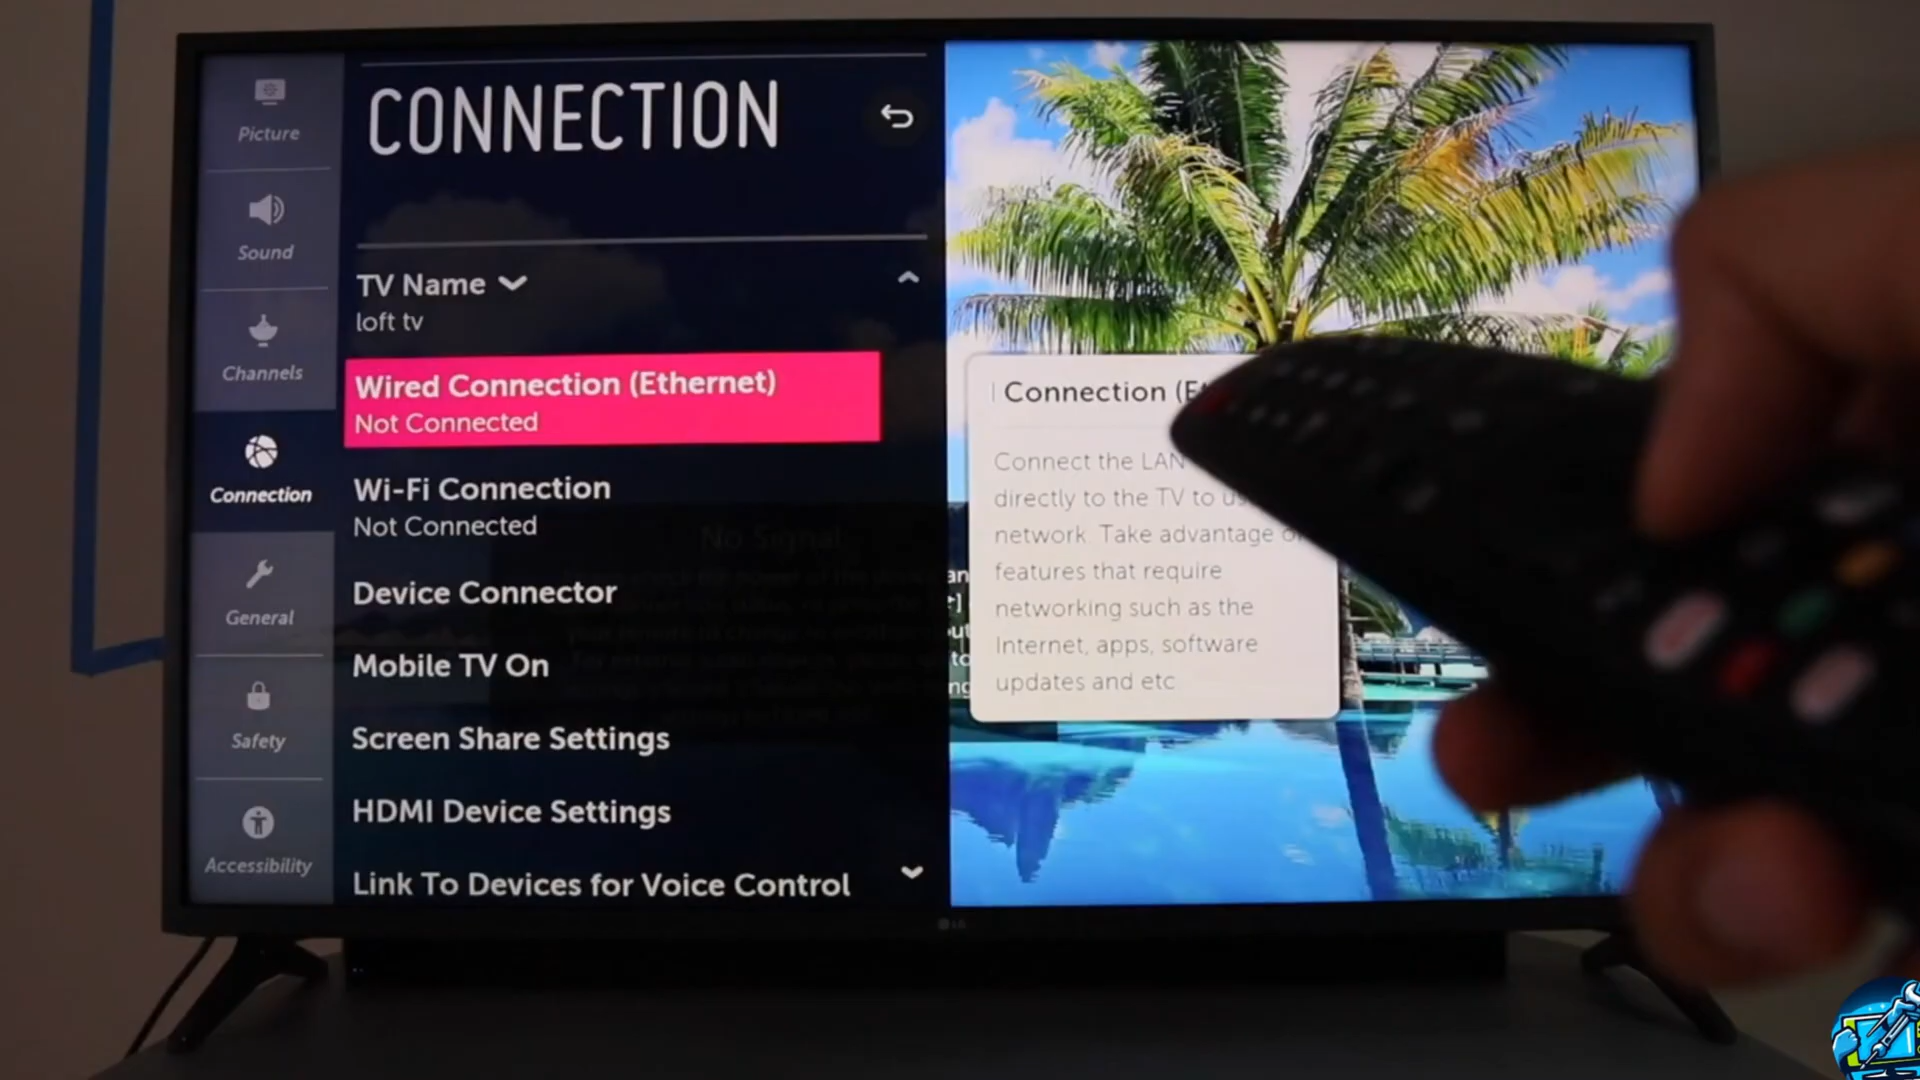 Picture
Sound
Channels
Connection
General
Safety
Accessibility
CONNECTION
TV Name
loft tv
Wired Connection (Ethernet)
Not Connected
Wi-Fi Connection
Not Connected
Device Connector
Mobile TV On
Screen Share Settings
HDMI Device Settings
Link To Devices for Voice Control
No Signal
Connection
Connect the LAN
directly to the TV to
network. Take advantage
features that require
networking such as the
Internet, apps, software
updates and etc
LG